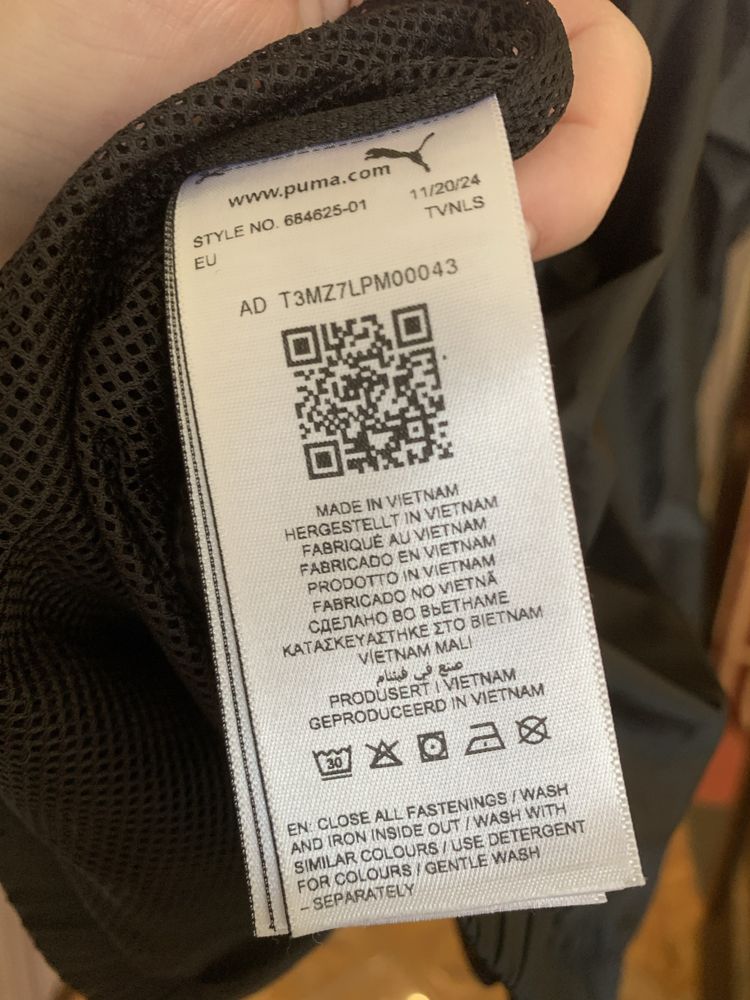 www.puma.com
STYLE NO. 684625-01 11/20/24
EU TVNLS
AD T3MZ7LPM00043
MADE IN VIETNAM
HERGESTELLT IN VIETNAM
FABRIQUÉ AU VIETNAM
FABRICADO EN VIETNAM
PRODOTTO IN VIETNAM
FABRICADO NO VIETNÃ
СДЕЛАНО ВО ВЬЕТНАМЕ
ΚΑΤΑΣΚΕΥΑΣΤΗΚΕ ΣΤΟ ΒΙΕΤΝΑΜ
VİETNAM MALI
صنع في فيتنام
PRODUSERT I VIETNAM
GEPRODUCEERD IN VIETNAM
30
EN: CLOSE ALL FASTENINGS / WASH
AND IRON INSIDE OUT / WASH WITH
SIMILAR COLOURS / USE DETERGENT
FOR COLOURS / GENTLE WASH
– SEPARATELY